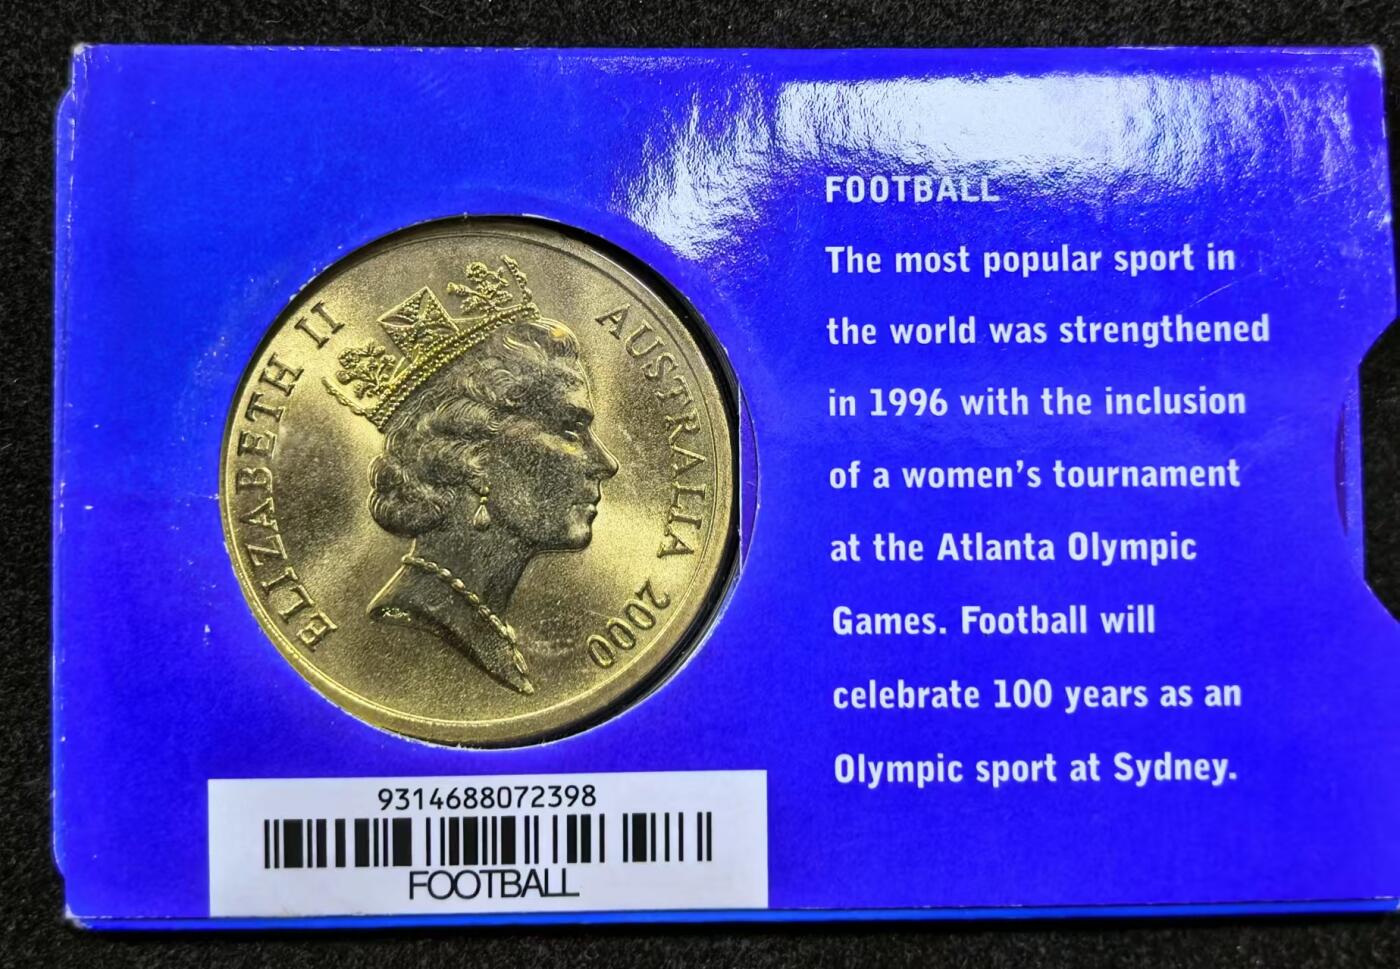 ELIZABETH II
AUSTRALIA 2000
FOOTBALL
The most popular sport in
the world was strengthened
in 1996 with the inclusion
of a women's tournament
at the Atlanta Olympic
Games. Football will
celebrate 100 years as an
Olympic sport at Sydney.
9314688072398
FOOTBALL